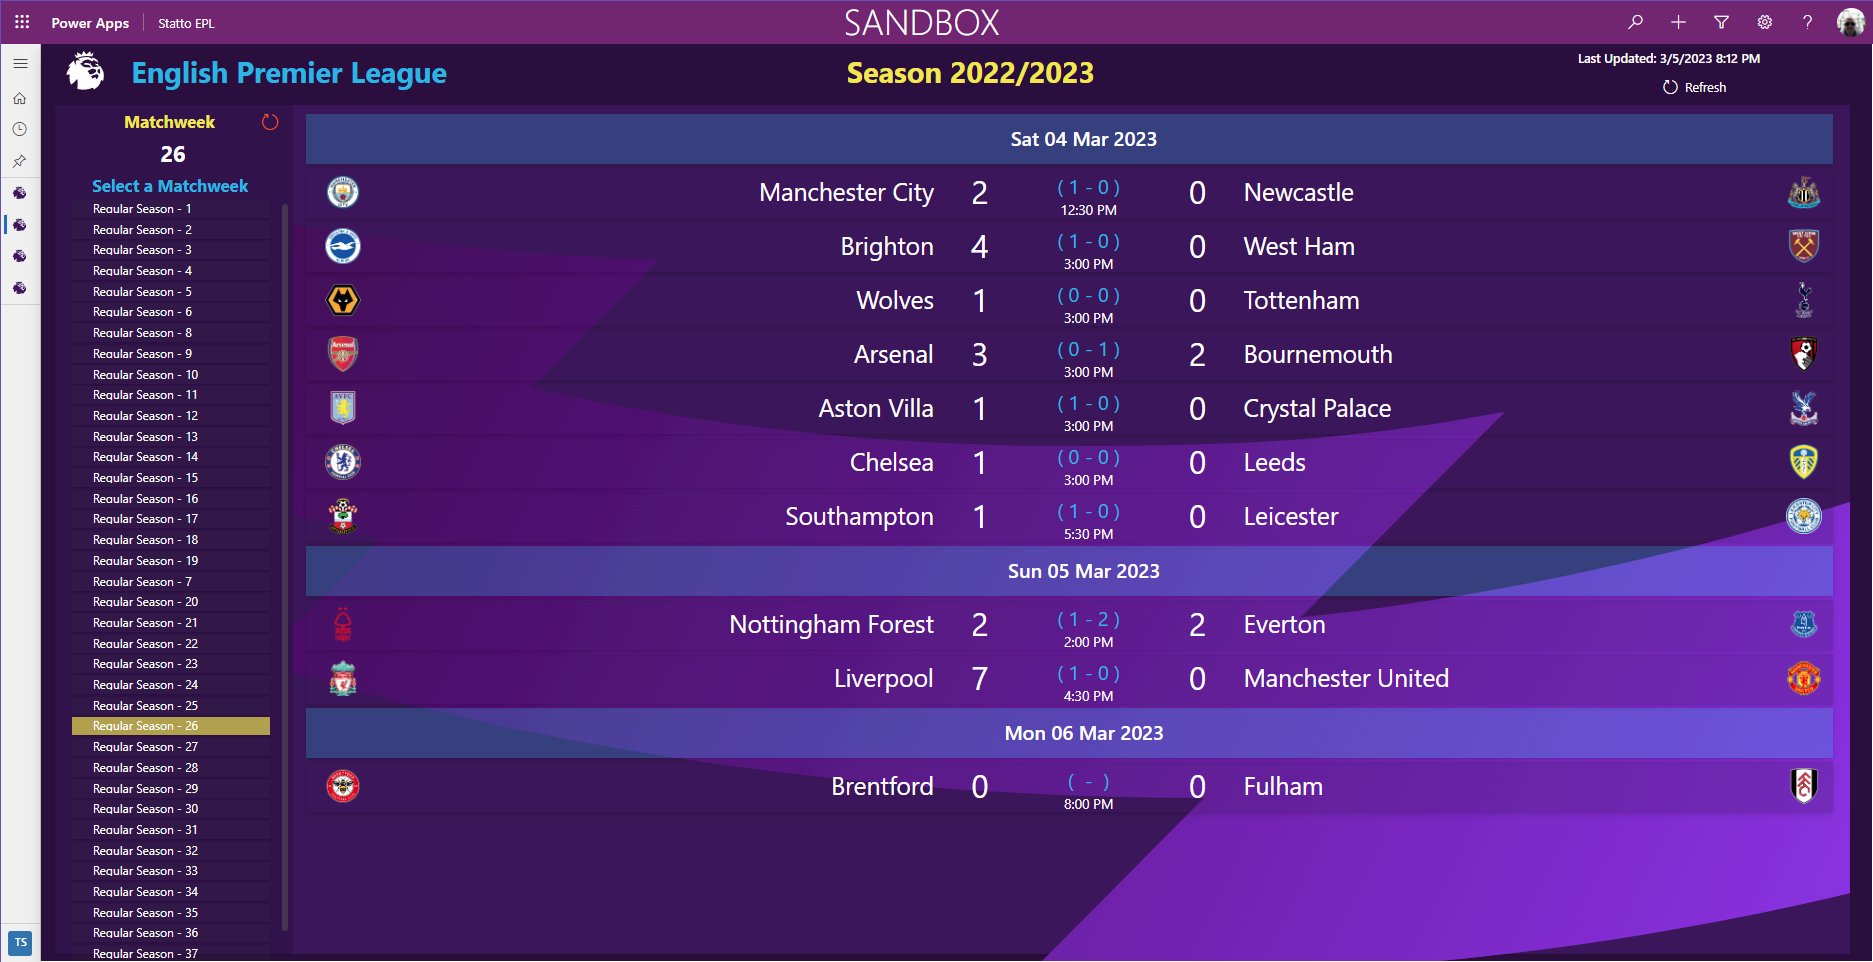 Power Apps
Statto EPL
SANDBOX
English Premier League
Season 2022/2023
Last Updated: 3/5/2023 8:12 PM
Refresh
Matchweek
26
Select a Matchweek
Regular Season - 1
Regular Season - 2
Regular Season - 3
Regular Season - 4
Regular Season - 5
Regular Season - 6
Regular Season - 8
Regular Season - 9
Regular Season - 10
Regular Season - 11
Regular Season - 12
Regular Season - 13
Regular Season - 14
Regular Season - 15
Regular Season - 16
Regular Season - 17
Regular Season - 18
Regular Season - 19
Regular Season - 7
Regular Season - 20
Regular Season - 21
Regular Season - 22
Regular Season - 23
Regular Season - 24
Regular Season - 25
Regular Season - 26
Regular Season - 27
Regular Season - 28
Regular Season - 29
Regular Season - 30
Regular Season - 31
Regular Season - 32
Regular Season - 33
Regular Season - 34
Regular Season - 35
Regular Season - 36
Regular Season - 37
TS
Sat 04 Mar 2023
Manchester City 2 ( 1 - 0 ) 0 Newcastle
12:30 PM
Brighton 4 ( 1 - 0 ) 0 West Ham
3:00 PM
Wolves 1 ( 0 - 0 ) 0 Tottenham
3:00 PM
Arsenal 3 ( 0 - 1 ) 2 Bournemouth
3:00 PM
Aston Villa 1 ( 1 - 0 ) 0 Crystal Palace
3:00 PM
Chelsea 1 ( 0 - 0 ) 0 Leeds
3:00 PM
Southampton 1 ( 1 - 0 ) 0 Leicester
5:30 PM
Sun 05 Mar 2023
Nottingham Forest 2 ( 1 - 2 ) 2 Everton
2:00 PM
Liverpool 7 ( 1 - 0 ) 0 Manchester United
4:30 PM
Mon 06 Mar 2023
Brentford 0 ( - ) 0 Fulham
8:00 PM